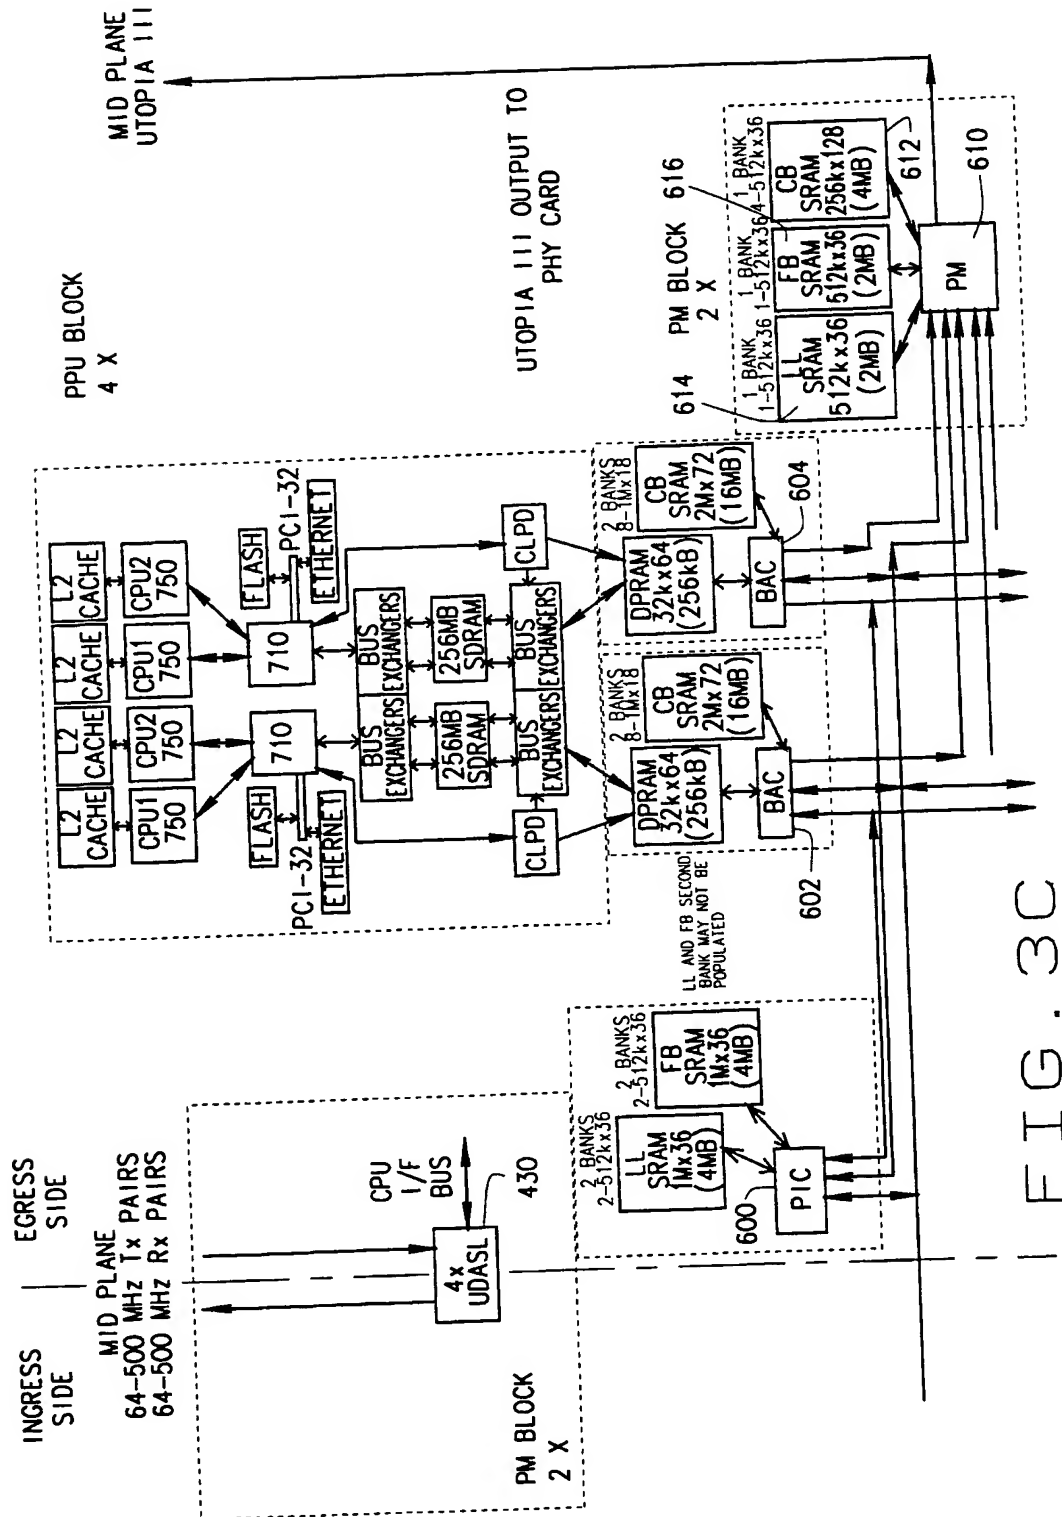 INGRESS
SIDE
EGRESS
SIDE
MID PLANE
64-500 MHz Tx PAIRS
64-500 MHz Rx PAIRS
PM BLOCK
2 X
4x
UDASL
430
CPU
I/F
BUS
2 BANKS
2-512kx36
LL
SRAM
1Mx36
(4MB)
2 BANKS
2-512kx36
FB
SRAM
1Mx36
(4MB)
600
PIC
LL AND FB SECOND
BANK MAY NOT BE
POPULATED
PPU BLOCK
4 X
L2
CACHE
L2
CACHE
L2
CACHE
L2
CACHE
CPU1
750
CPU2
750
CPU1
750
CPU2
750
FLASH
710
710
FLASH
PCI-32
PCI-32
ETHERNET
ETHERNET
BUS
EXCHANGERS
BUS
EXCHANGERS
256MB
SDRAM
256MB
SDRAM
CLPD
BUS
EXCHANGERS
BUS
EXCHANGERS
CLPD
DPRAM
32kx64
(256kB)
2 BANKS
8-1Mx18
CB
SRAM
2Mx72
(16MB)
BAC
602
DPRAM
32kx64
(256kB)
2 BANKS
8-1Mx18
CB
SRAM
2Mx72
(16MB)
BAC
604
MID PLANE
UTOPIA III
UTOPIA III OUTPUT TO
PHY CARD
614
PM BLOCK
2 X
616
1 BANK
1-512kx36
LL
SRAM
512kx36
(2MB)
1 BANK
1-512kx36
FB
SRAM
512kx36
(2MB)
1 BANK
4-512kx36
CB
SRAM
256kx128
(4MB)
612
PM
610
FIG. 3C